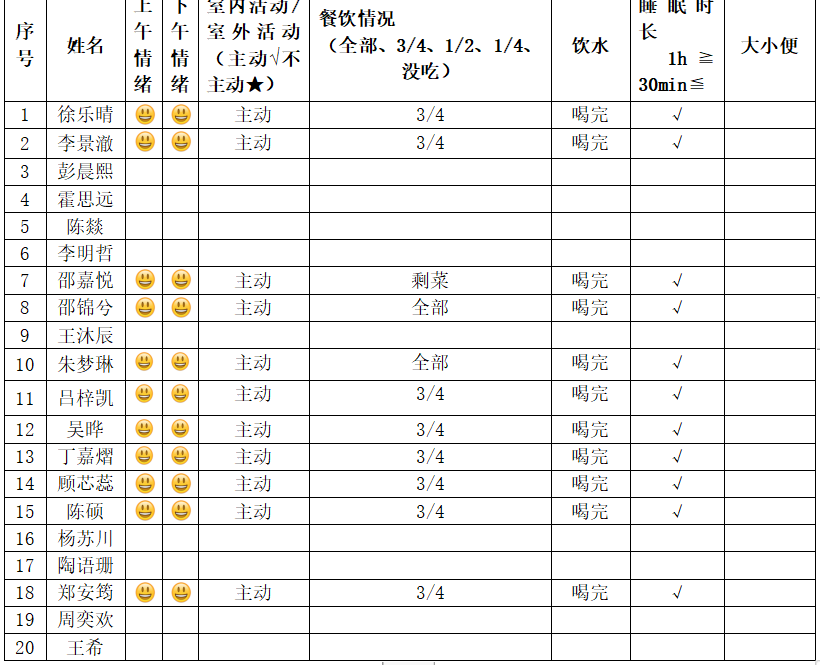 序号 姓名 上午情绪 下午情绪 室内活动/室外活动（主动√不主动★） 餐饮情况（全部、3/4、1/2、1/4、没吃） 饮水 睡眠时长 1h ≧ 30min≦ 大小便
1 徐乐晴 😃 😃 主动 3/4 喝完 √
2 李景澈 😃 😃 主动 3/4 喝完 √
3 彭晨熙
4 霍思远
5 陈燚
6 李明哲
7 邵嘉悦 😃 😃 主动 剩菜 喝完 √
8 邵锦兮 😃 😃 主动 全部 喝完 √
9 王沐辰
10 朱梦琳 😃 😃 主动 全部 喝完 √
11 吕梓凯 😃 😃 主动 3/4 喝完 √
12 吴晔 😃 😃 主动 3/4 喝完 √
13 丁嘉熠 😃 😃 主动 3/4 喝完 √
14 顾芯蕊 😃 😃 主动 3/4 喝完 √
15 陈硕 😃 😃 主动 3/4 喝完 √
16 杨苏川
17 陶语珊
18 郑安筠 😃 😃 主动 3/4 喝完 √
19 周奕欢
20 王希